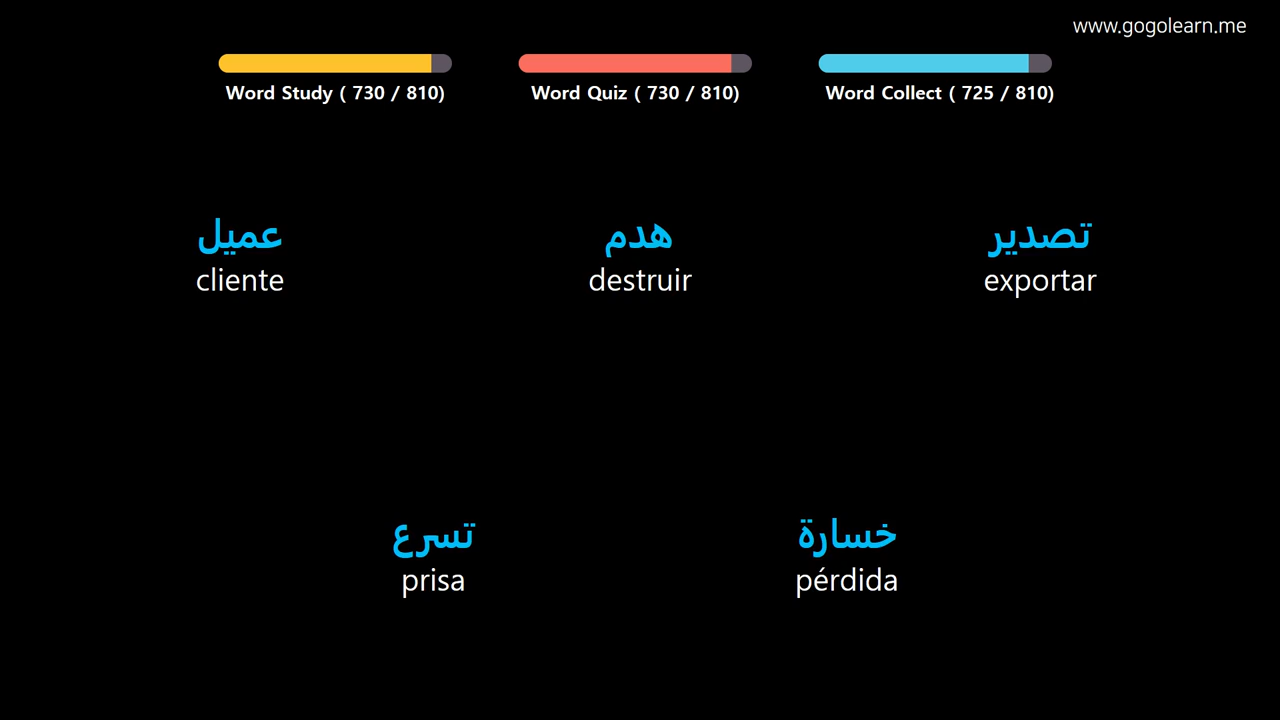 www.gogolearn.me
Word Study ( 730 / 810)
Word Quiz ( 730 / 810)
Word Collect ( 725 / 810)
عميل
cliente
هدم
destruir
تصدير
exportar
تسرع
prisa
خسارة
pérdida